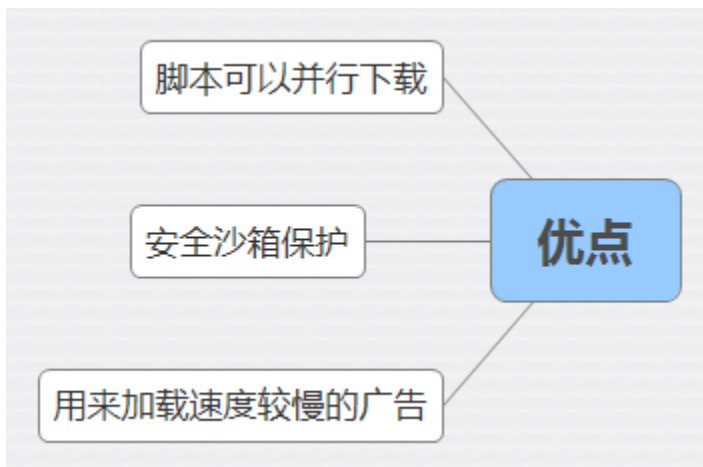 脚本可以并行下载
安全沙箱保护
优点
用来加载速度较慢的广告